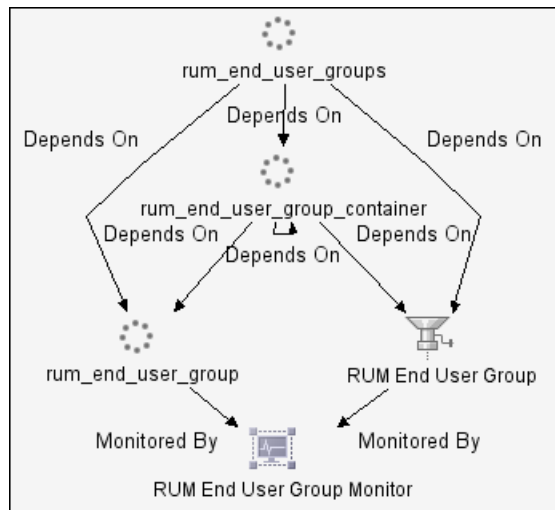 rum_end_user_groups
Depends On
Depends On
Depends On
rum_end_user_group_container
Depends On
Depends On
Depends On
rum_end_user_group
RUM End User Group
Monitored By
Monitored By
RUM End User Group Monitor